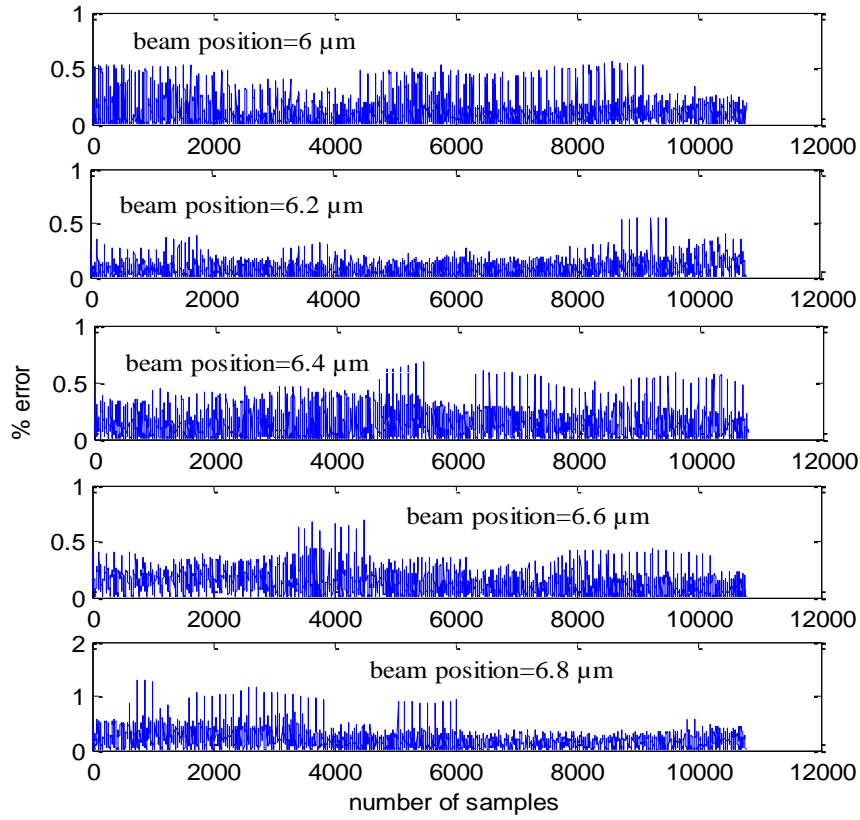 1
beam position=6 µm
0.5
0
0 2000 4000 6000 8000 10000 12000
1
beam position=6.2 µm
0.5
0
0 2000 4000 6000 8000 10000 12000
1
beam position=6.4 µm
0.5
0
0 2000 4000 6000 8000 10000 12000
% error
1
beam position=6.6 µm
0.5
0
0 2000 4000 6000 8000 10000 12000
2
beam position=6.8 µm
1
0
0 2000 4000 6000 8000 10000 12000
number of samples